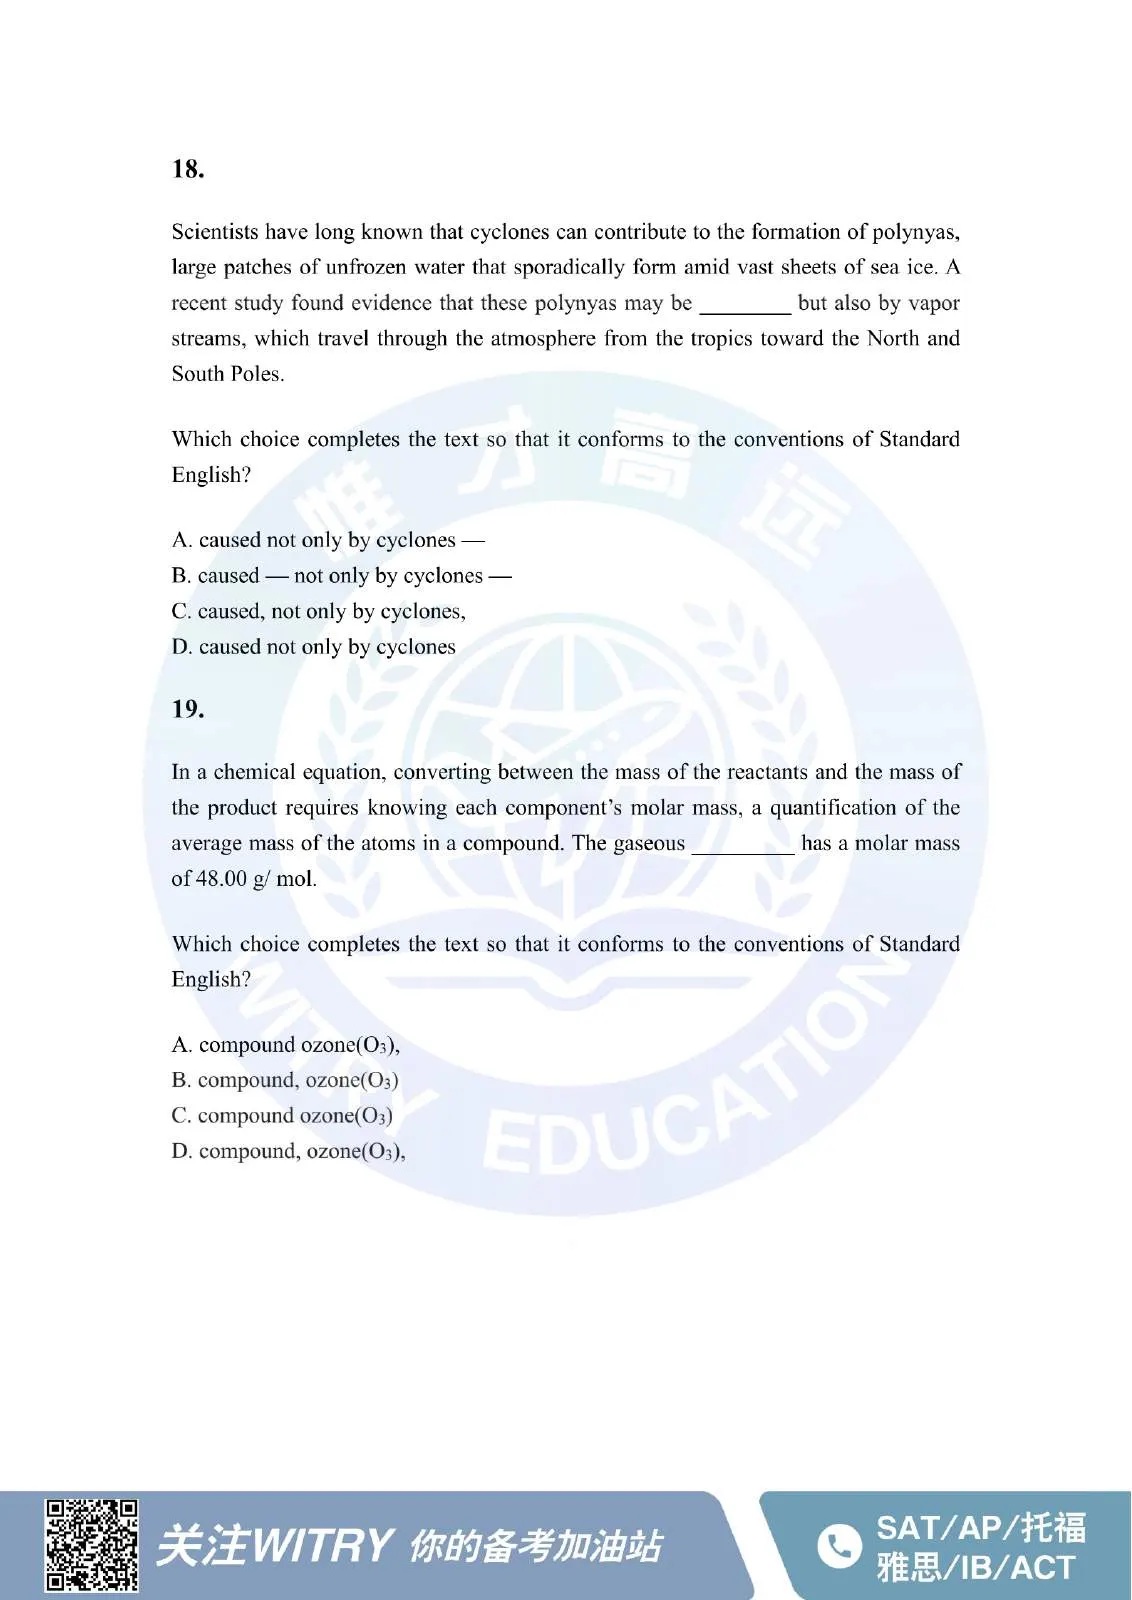 18.
Scientists have long known that cyclones can contribute to the formation of polynyas,
large patches of unfrozen water that sporadically form amid vast sheets of sea ice. A
recent study found evidence that these polynyas may be ________ but also by vapor
streams, which travel through the atmosphere from the tropics toward the North and
South Poles.
Which choice completes the text so that it conforms to the conventions of Standard
English?
A. caused not only by cyclones —
B. caused — not only by cyclones —
C. caused, not only by cyclones,
D. caused not only by cyclones
19.
In a chemical equation, converting between the mass of the reactants and the mass of
the product requires knowing each component's molar mass, a quantification of the
average mass of the atoms in a compound. The gaseous _________ has a molar mass
of 48.00 g/ mol.
Which choice completes the text so that it conforms to the conventions of Standard
English?
A. compound ozone(O₃),
B. compound, ozone(O₃)
C. compound ozone(O₃)
D. compound, ozone(O₃),
惟才高远
WITRY EDUCATION
关注WITRY 你的备考加油站
SAT/AP/托福
雅思/IB/ACT